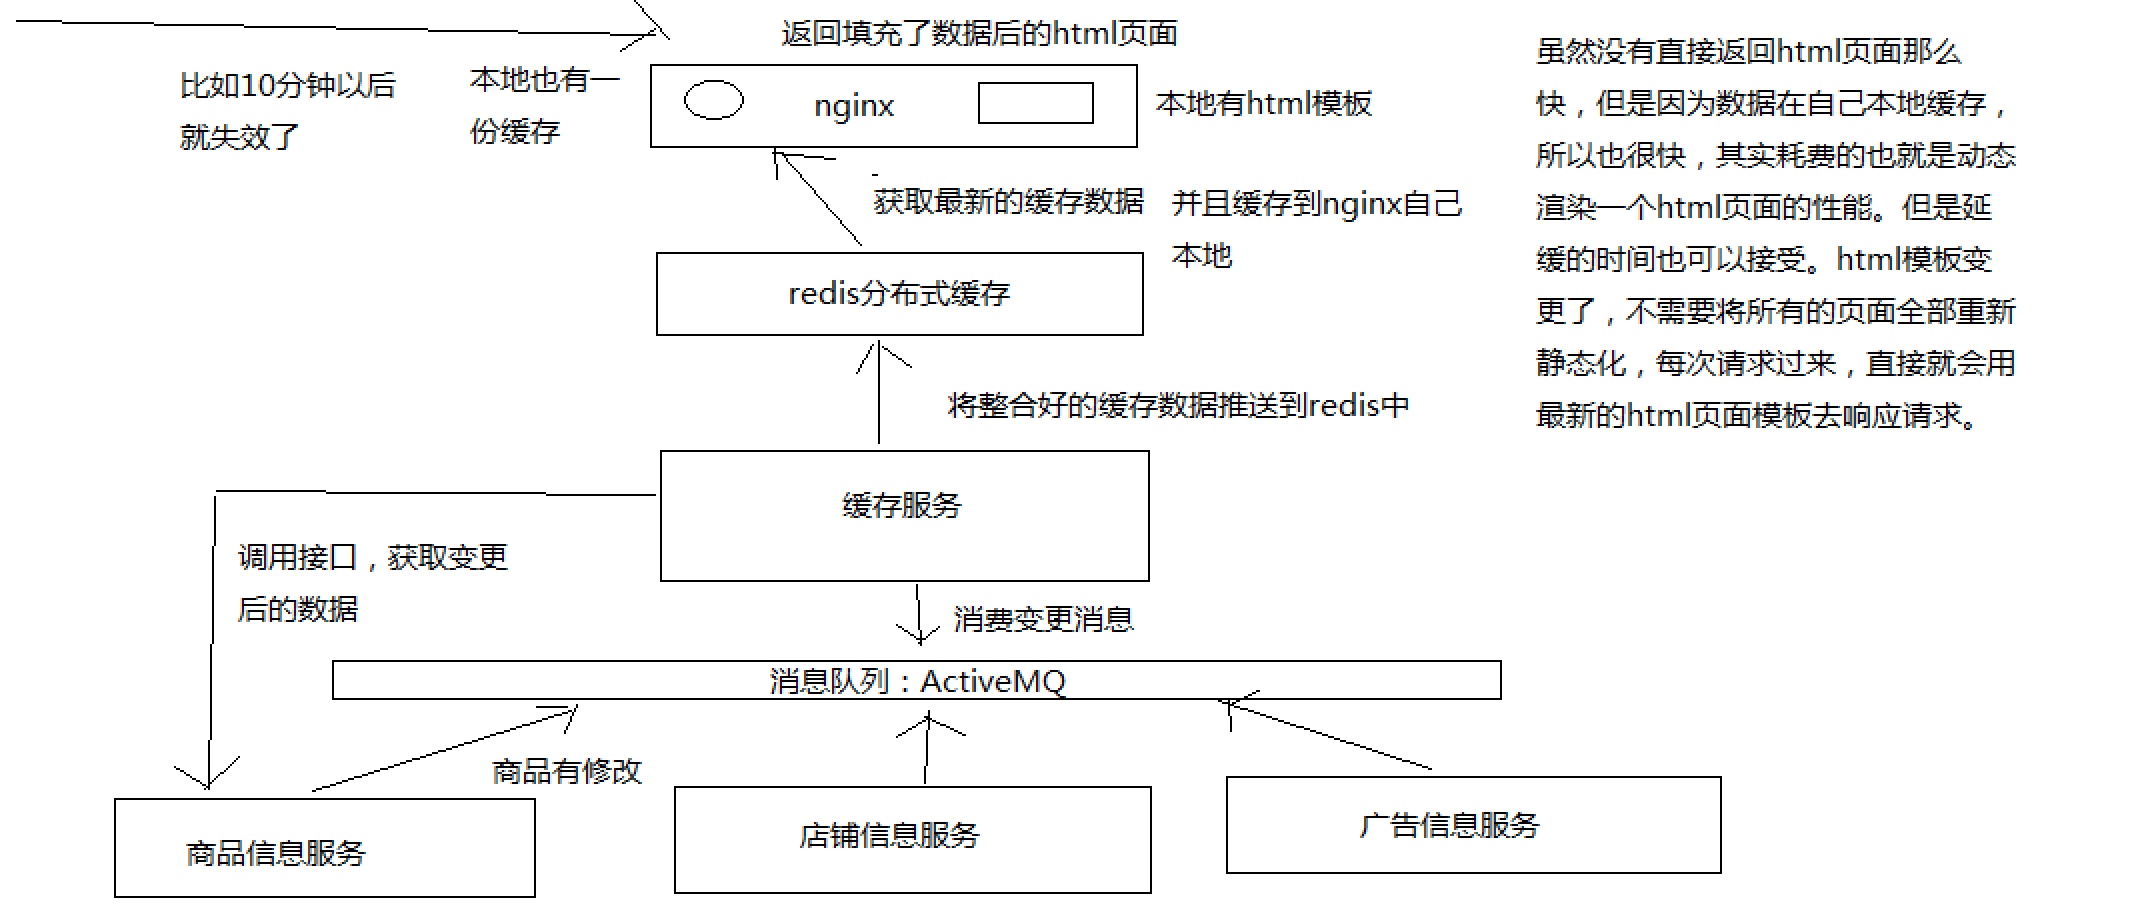 返回填充了数据后的html页面
比如10分钟以后
就失效了
本地也有一
份缓存
nginx
本地有html模板
获取最新的缓存数据
并且缓存到nginx自己
本地
redis分布式缓存
将整合好的缓存数据推送到redis中
缓存服务
调用接口，获取变更
后的数据
消费变更消息
消息队列：ActiveMQ
商品有修改
商品信息服务
店铺信息服务
广告信息服务
虽然没有直接返回html页面那么
快，但是因为数据在自己本地缓存，
所以也很快，其实耗费的也就是动态
渲染一个html页面的性能。但是延
缓的时间也可以接受。html模板变
更了，不需要将所有的页面全部重新
静态化，每次请求过来，直接就会用
最新的html页面模板去响应请求。